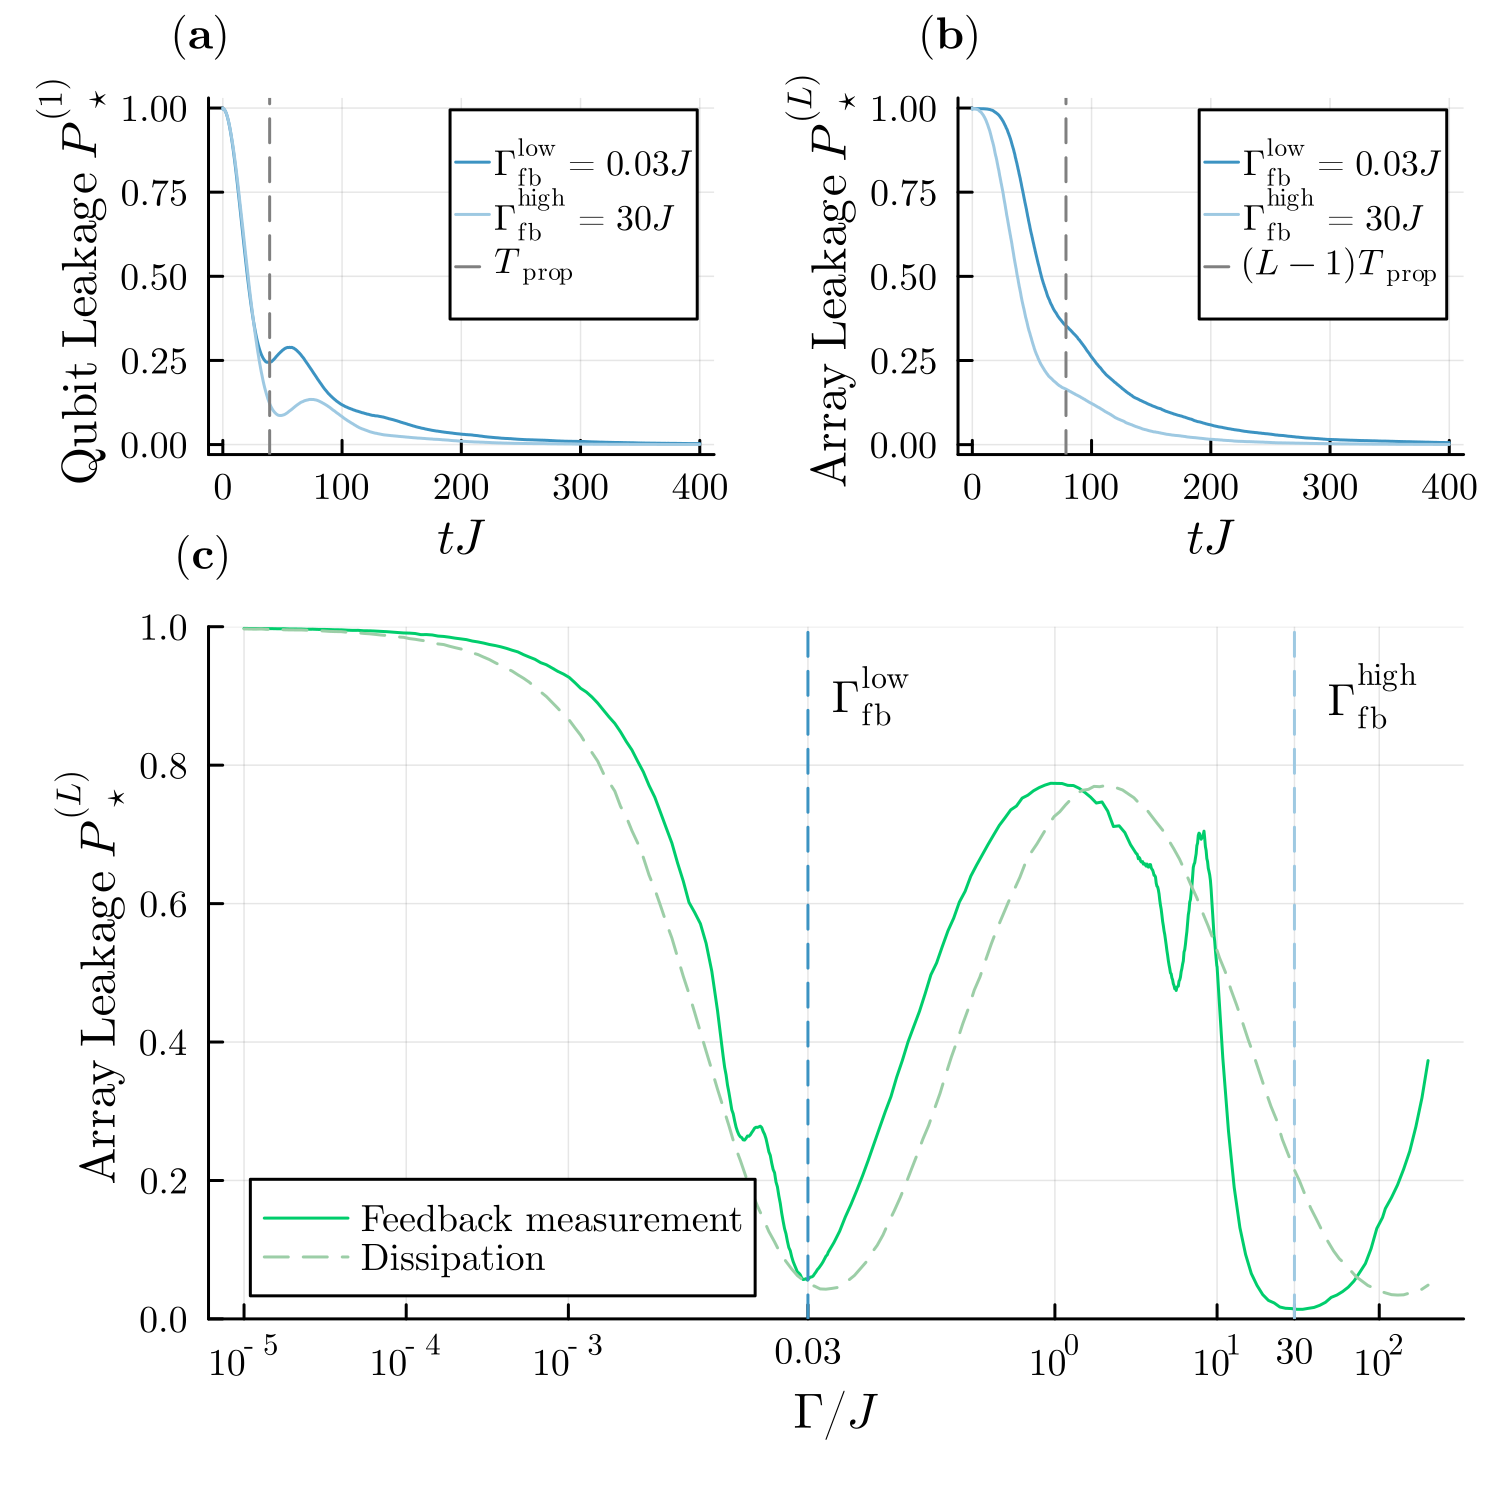 (a)
Qubit Leakage P⋆^(1)
1.00
0.75
0.50
0.25
0.00
0 100 200 300 400
tJ
Γ_fb^low = 0.03J
Γ_fb^high = 30J
T_prop
(b)
Array Leakage P⋆^(L)
1.00
0.75
0.50
0.25
0.00
0 100 200 300 400
tJ
Γ_fb^low = 0.03J
Γ_fb^high = 30J
(L − 1)T_prop
(c)
Array Leakage P⋆^(L)
1.0
0.8
0.6
0.4
0.2
0.0
Γ_fb^low
Γ_fb^high
Feedback measurement
Dissipation
10^-5 10^-4 10^-3 0.03 10^0 10^1 30 10^2
Γ/J